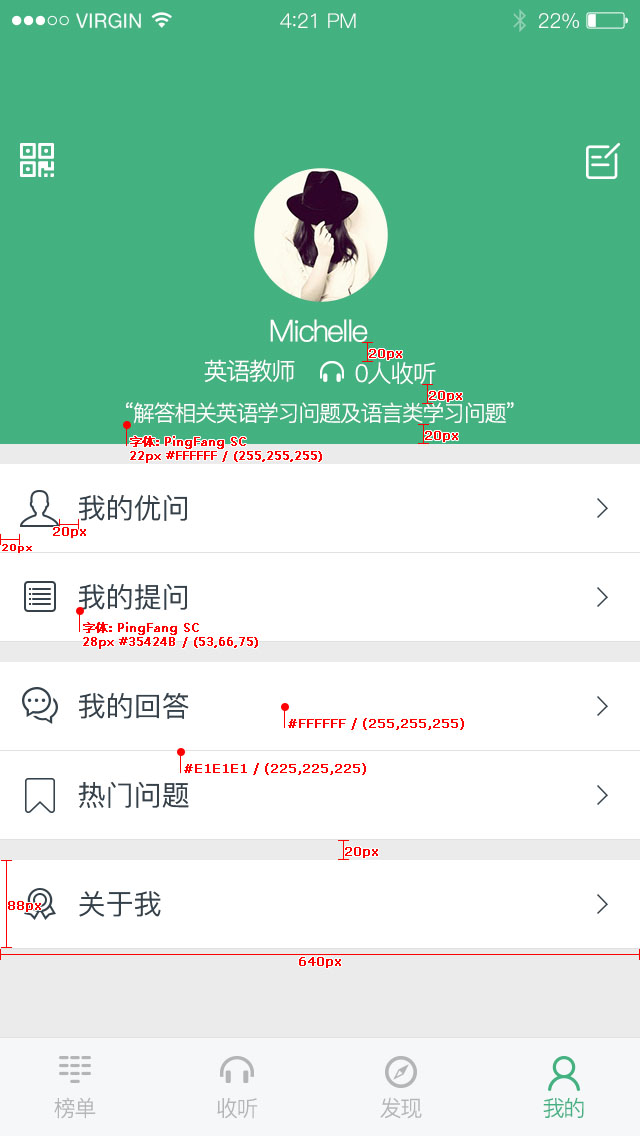 VIRGIN 4:21 PM 22%
Michelle
20px
英语教师 0人收听
20px
“解答相关英语学习问题及语言类学习问题”
20px
字体: PingFang SC
22px #FFFFFF / (255,255,255)
我的优问
20px
20px
我的提问
字体: PingFang SC
28px #35424B / (53,66,75)
我的回答
#FFFFFF / (255,255,255)
#E1E1E1 / (225,225,225)
热门问题
20px
88px
关于我
640px
榜单 收听 发现 我的